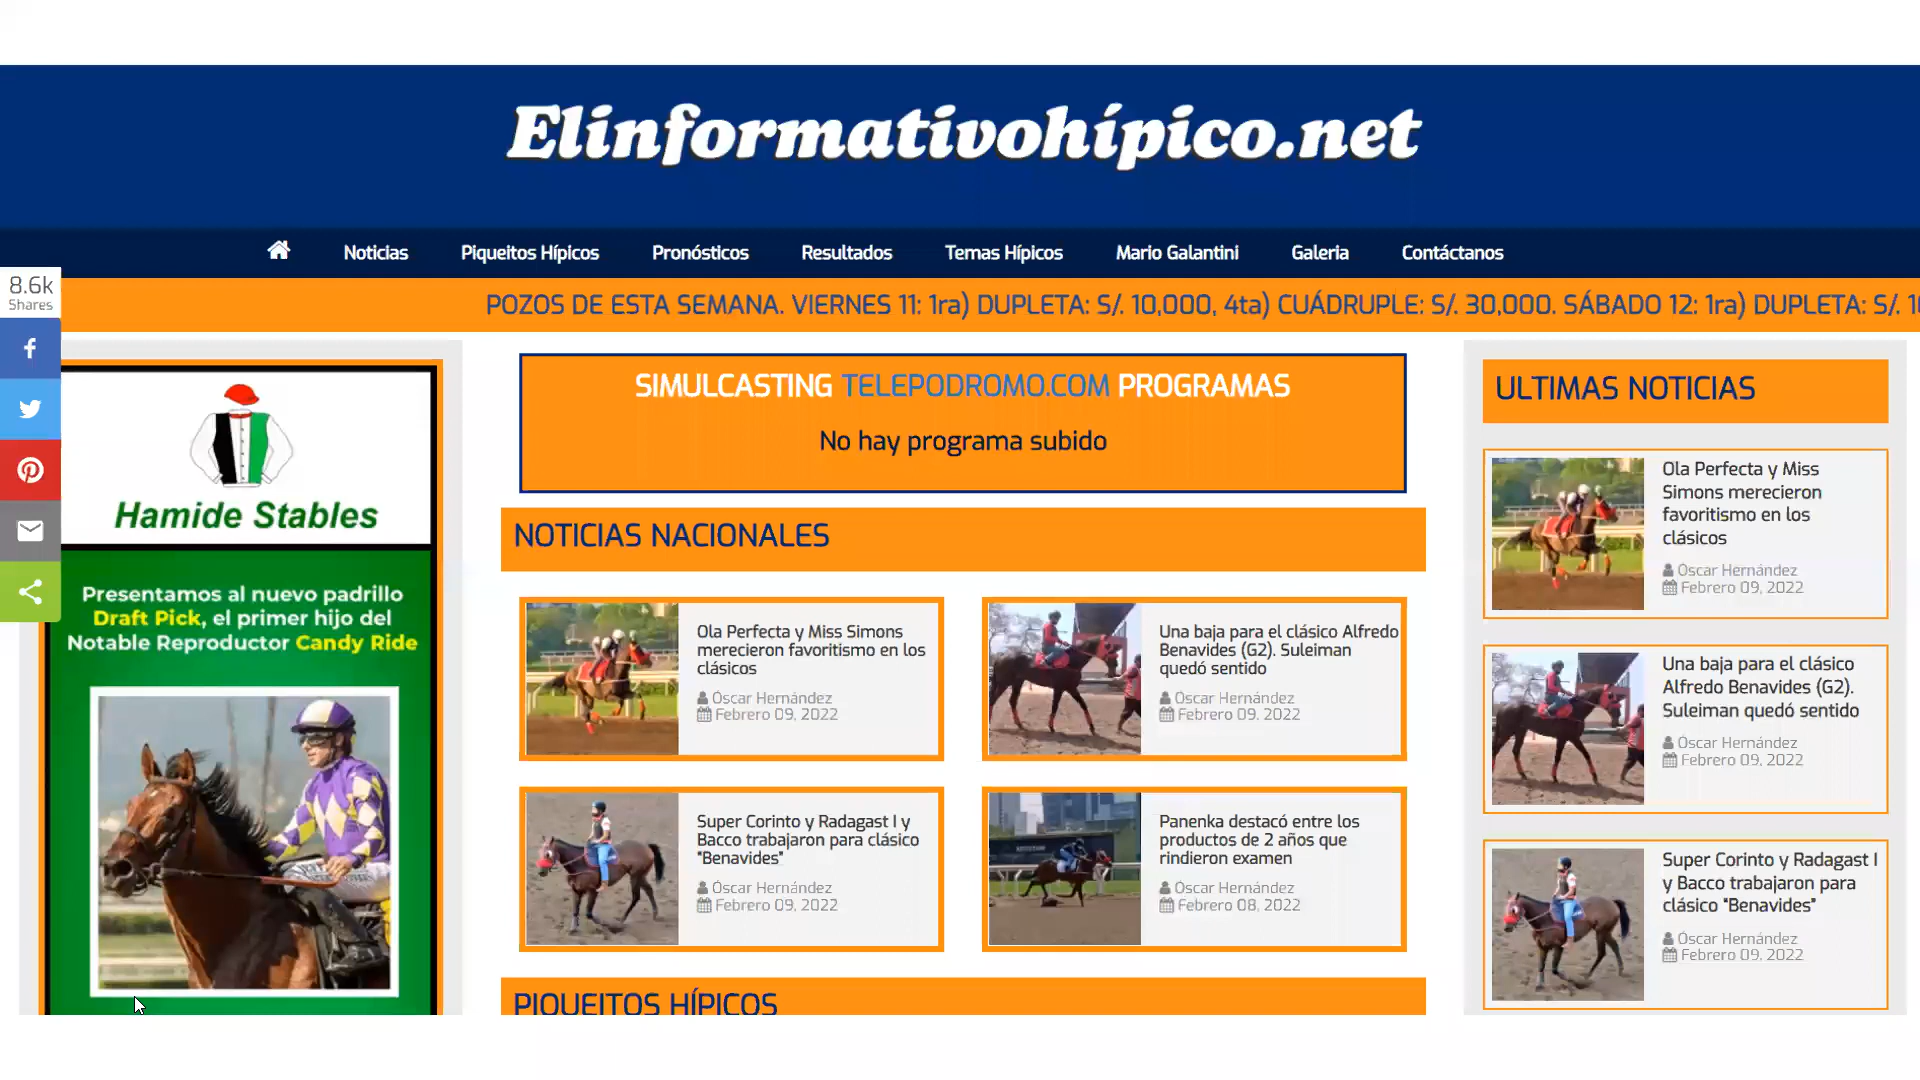 Elinformativohípico.net
Noticias Piqueitos Hípicos Pronósticos Resultados Temas Hípicos Mario Galantini Galeria Contáctanos
8.6k
Shares
POZOS DE ESTA SEMANA. VIERNES 11: 1ra) DUPLETA: S/. 10,000, 4ta) CUÁDRUPLE: S/. 30,000. SÁBADO 12: 1ra) DUPLETA: S/.
Hamide Stables
Presentamos al nuevo padrillo
Draft Pick, el primer hijo del
Notable Reproductor Candy Ride
SIMULCASTING TELEPODROMO.COM PROGRAMAS
No hay programa subido
NOTICIAS NACIONALES
Ola Perfecta y Miss Simons
merecieron favoritismo en los
clásicos
Óscar Hernández
Febrero 09, 2022
Una baja para el clásico Alfredo
Benavides (G2). Suleiman
quedó sentido
Óscar Hernández
Febrero 09, 2022
Super Corinto y Radagast I y
Bacco trabajaron para clásico
"Benavides"
Óscar Hernández
Febrero 09, 2022
Panenka destacó entre los
productos de 2 años que
rindieron examen
Óscar Hernández
Febrero 08, 2022
PIQUEITOS HÍPICOS
ULTIMAS NOTICIAS
Ola Perfecta y Miss
Simons merecieron
favoritismo en los
clásicos
Óscar Hernández
Febrero 09, 2022
Una baja para el clásico
Alfredo Benavides (G2).
Suleiman quedó sentido
Óscar Hernández
Febrero 09, 2022
Super Corinto y Radagast I
y Bacco trabajaron para
clásico "Benavides"
Óscar Hernández
Febrero 09, 2022